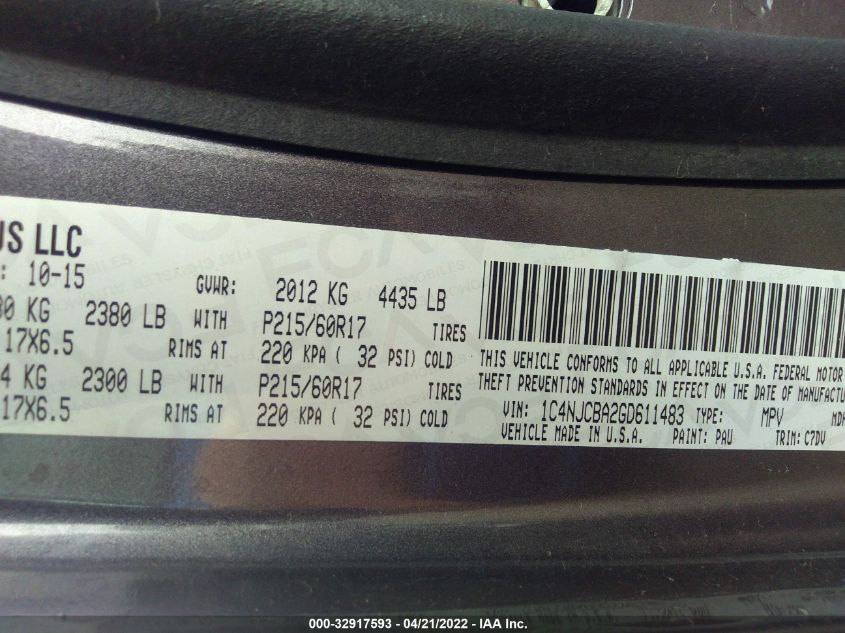 US LLC
: 10-15 GVWR: 2012 KG 4435 LB
80 KG 2380 LB WITH P215/60R17 TIRES
17X6.5 RIMS AT 220 KPA ( 32 PSI) COLD
4 KG 2300 LB WITH P215/60R17 TIRES
17X6.5 RIMS AT 220 KPA ( 32 PSI) COLD
THIS VEHICLE CONFORMS TO ALL APPLICABLE U.S.A. FEDERAL MOTOR
THEFT PREVENTION STANDARDS IN EFFECT ON THE DATE OF MANUFACTU
VIN: 1C4NJCBA2GD611483 TYPE: MPV MDH
VEHICLE MADE IN U.S.A. PAINT: PAU TRIM: C7DV
000-32917593 - 04/21/2022 - IAA Inc.